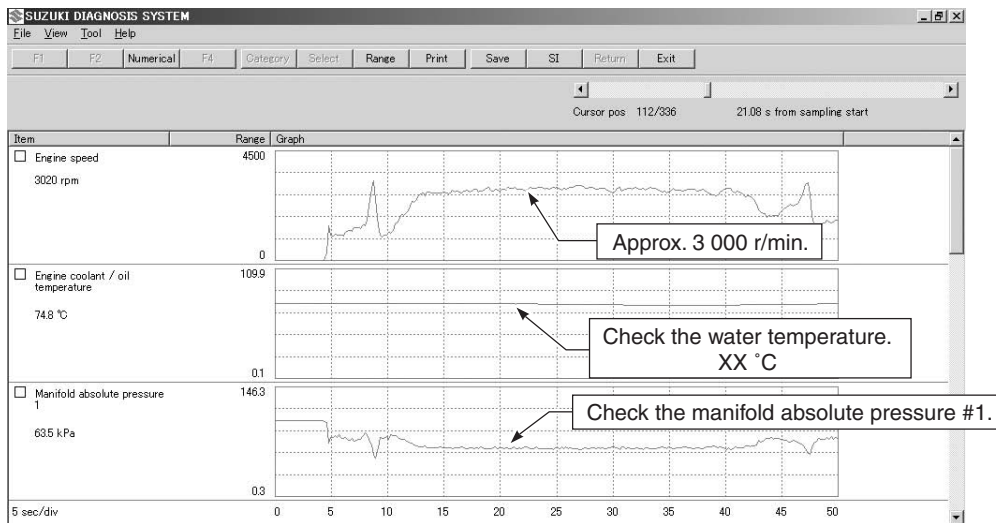 SUZUKI DIAGNOSIS SYSTEM
File View Tool Help
F1 F2 Numerical F4 Category Select Range Print Save SI Return Exit
Cursor pos 112/336 21.08 s from sampling start
Item Range Graph
Engine speed 4500
3020 rpm
Approx. 3 000 r/min.
0
Engine coolant / oil 109.9
temperature
74.8 °C
Check the water temperature.
XX ˚C
0.1
Manifold absolute pressure 146.3
1
Check the manifold absolute pressure #1.
63.5 kPa
0.3
5 sec/div 0 5 10 15 20 25 30 35 40 45 50